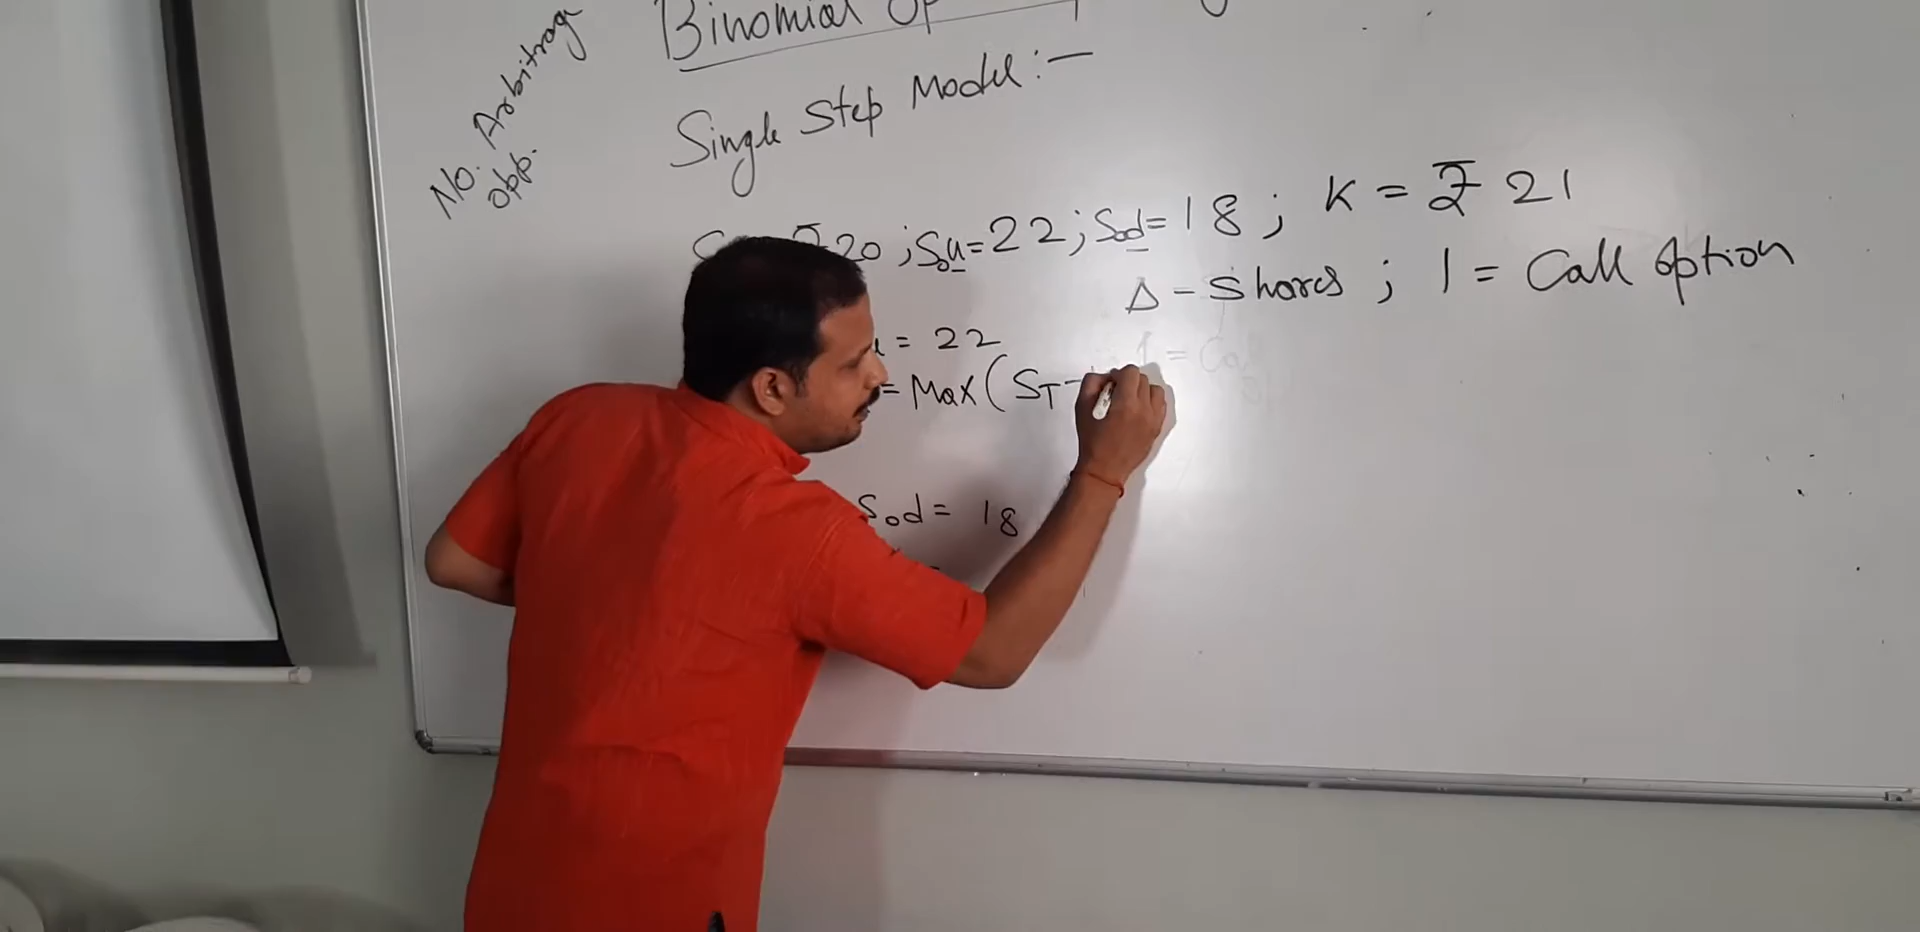 No. Arbitrage
opp.
Binomial Op
Single Step Model:-
S 20 ; S₀u = 22 ; S₀d = 18 ; K = ₹ 21
Δ - Shares ; 1 = Call option
= 22
= Max (S_T -
S₀d = 18